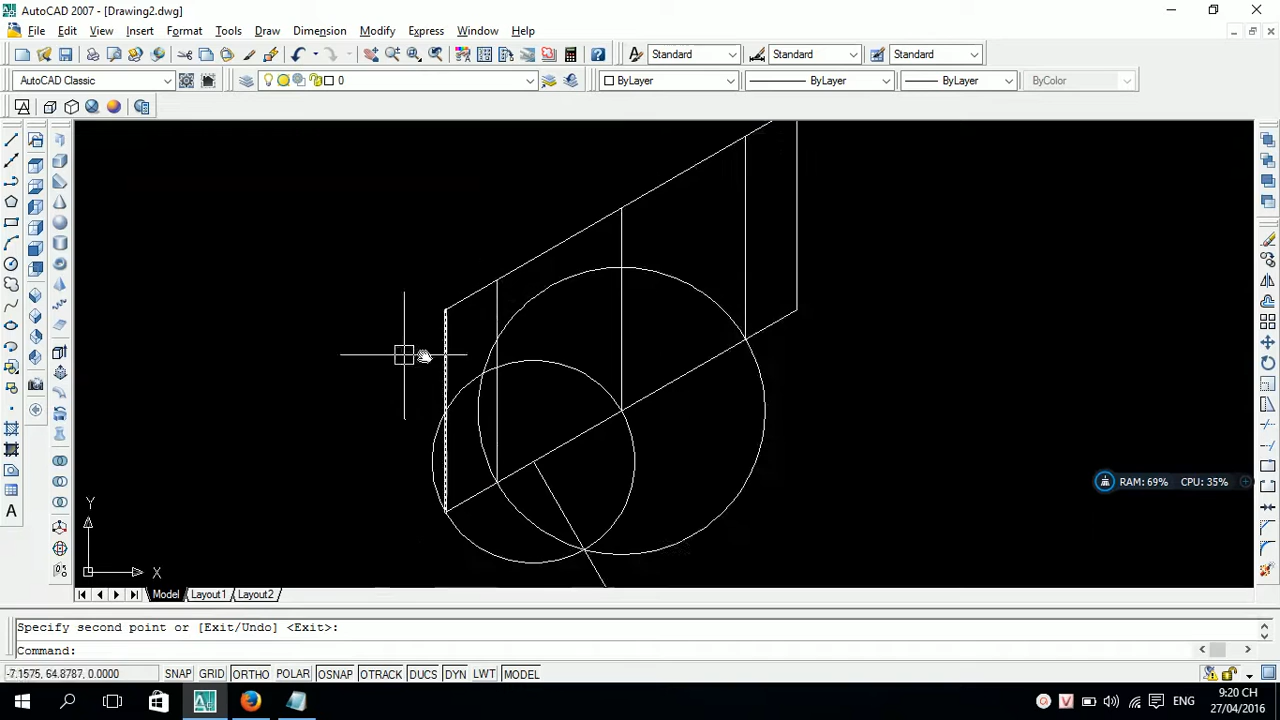 AutoCAD 2007 - [Drawing2.dwg]
File Edit View Insert Format Tools Draw Dimension Modify Express Window Help
Standard Standard Standard
AutoCAD Classic 0 ByLayer ByLayer ByLayer ByColor
A
RAM: 69% CPU: 35%
Y
X
Model Layout1 Layout2
Specify second point or [Exit/Undo] <Exit>:
Command:
-7.1575, 64.8787, 0.0000 SNAP GRID ORTHO POLAR OSNAP OTRACK DUCS DYN LWT MODEL
ENG
9:20 CH
27/04/2016